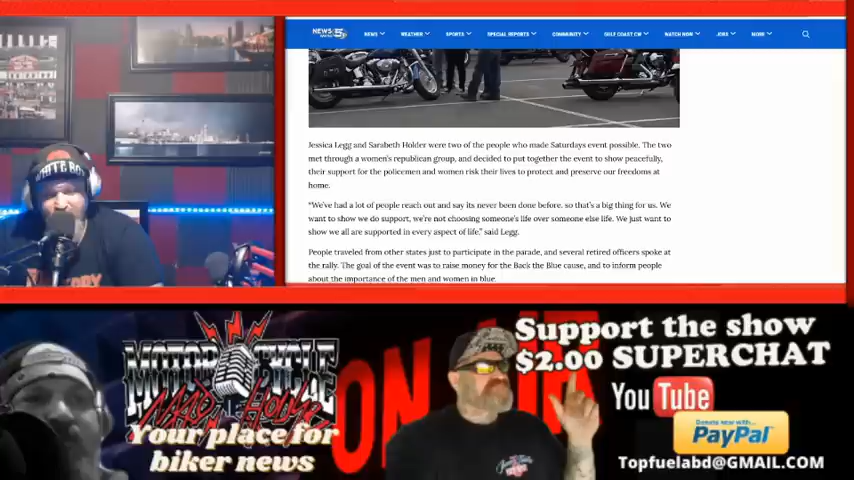 NEWS 5
NEWS WEATHER SPORTS SPECIAL REPORTS COMMUNITY GULF COAST CW WATCH NOW JOBS MORE
Jessica Legg and Sarabeth Holder were two of the people who made Saturdays event possible. The two
met through a women's republican group, and decided to put together the event to show peacefully,
their support for the policemen and women risk their lives to protect and preserve our freedoms at
home.
"We've had a lot of people reach out and say its never been done before, so that's a big thing for us. We
want to show we do support, we're not choosing someone's life over someone else life. We just want to
show we all are supported in every aspect of life," said Legg.
People traveled from other states just to participate in the parade, and several retired officers spoke at
the rally. The goal of the event was to raise money for the Back the Blue cause, and to inform people
about the importance of the men and women in blue.
WHITE BOY
MOTORCYCLE
MAD HOUSE
Your place for
biker news
ON AIR
Support the show
$2.00 SUPERCHAT
YouTube
Donate now with...
PayPal
Topfuelabd@GMAIL.COM